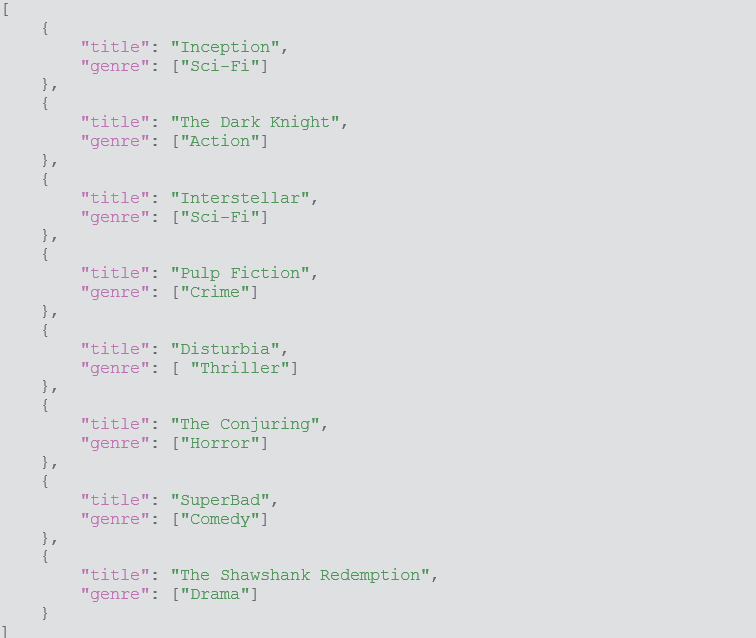 [
    {
        "title": "Inception",
        "genre": ["Sci-Fi"]
    },
    {
        "title": "The Dark Knight",
        "genre": ["Action"]
    },
    {
        "title": "Interstellar",
        "genre": ["Sci-Fi"]
    },
    {
        "title": "Pulp Fiction",
        "genre": ["Crime"]
    },
    {
        "title": "Disturbia",
        "genre": [ "Thriller"]
    },
    {
        "title": "The Conjuring",
        "genre": ["Horror"]
    },
    {
        "title": "SuperBad",
        "genre": ["Comedy"]
    },
    {
        "title": "The Shawshank Redemption",
        "genre": ["Drama"]
    }
]